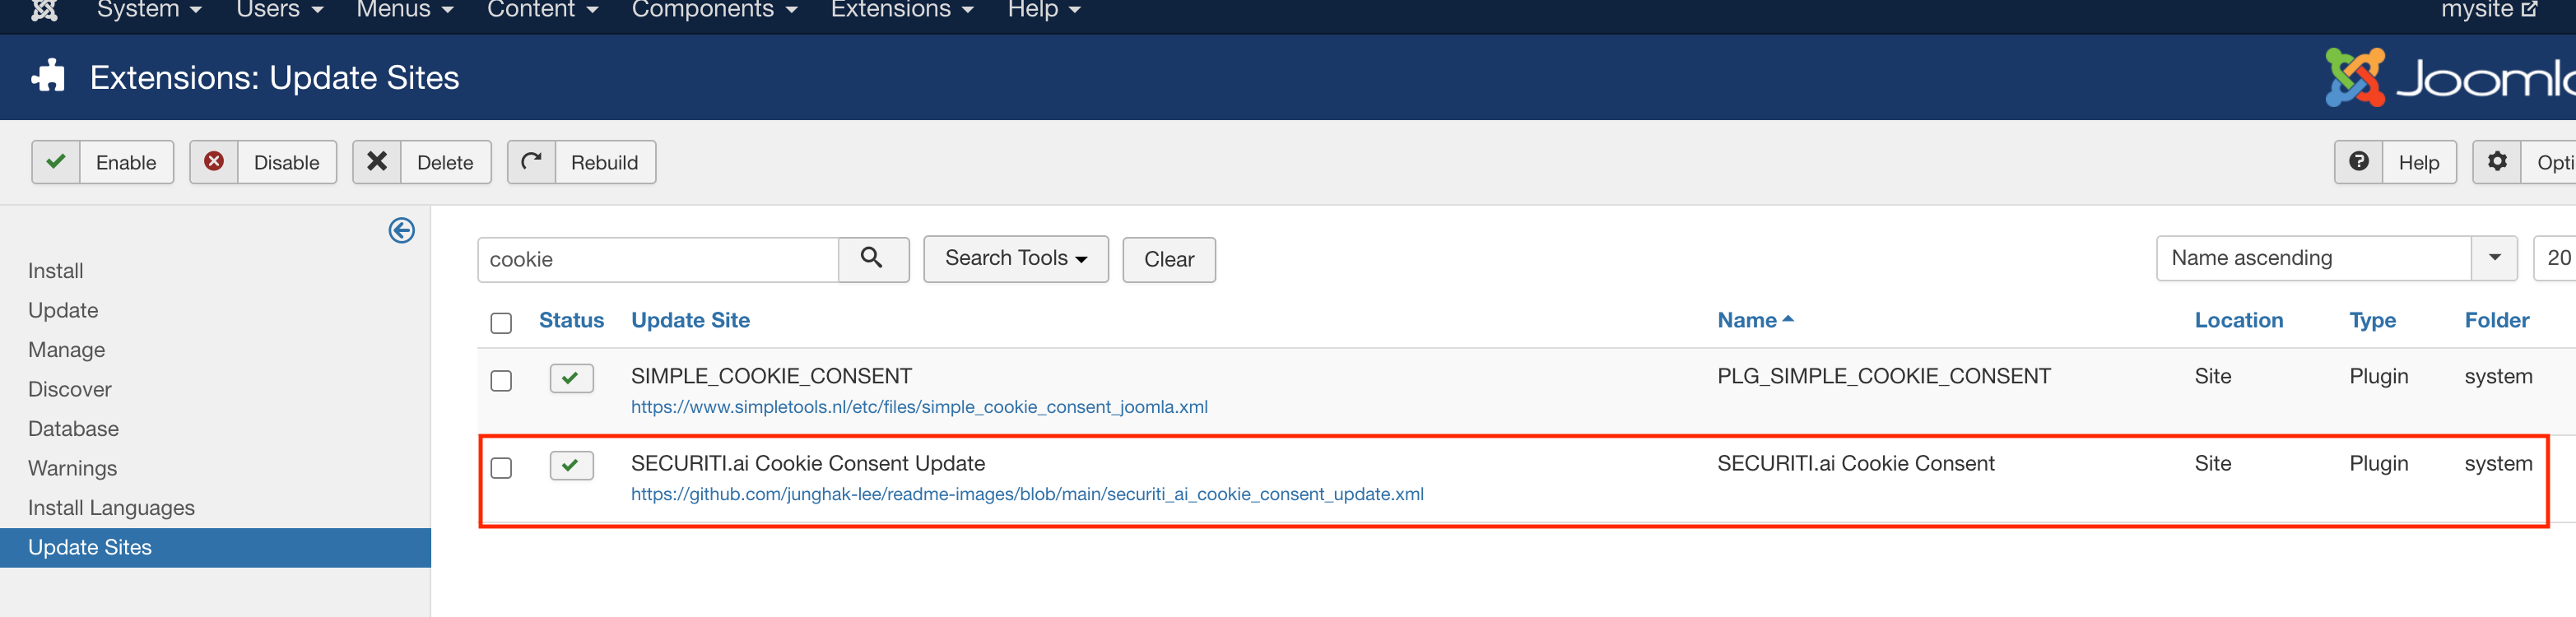 System Users Menus Content Components Extensions Help mysite
Extensions: Update Sites
Enable Disable Delete Rebuild Help
cookie Search Tools Clear Name ascending 20
Install
Update
Manage
Discover
Database
Warnings
Install Languages
Update Sites
Status Update Site Name Location Type Folder
SIMPLE_COOKIE_CONSENT PLG_SIMPLE_COOKIE_CONSENT Site Plugin system
https://www.simpletools.nl/etc/files/simple_cookie_consent_joomla.xml
SECURITI.ai Cookie Consent Update SECURITI.ai Cookie Consent Site Plugin system
https://github.com/junghak-lee/readme-images/blob/main/securiti_ai_cookie_consent_update.xml